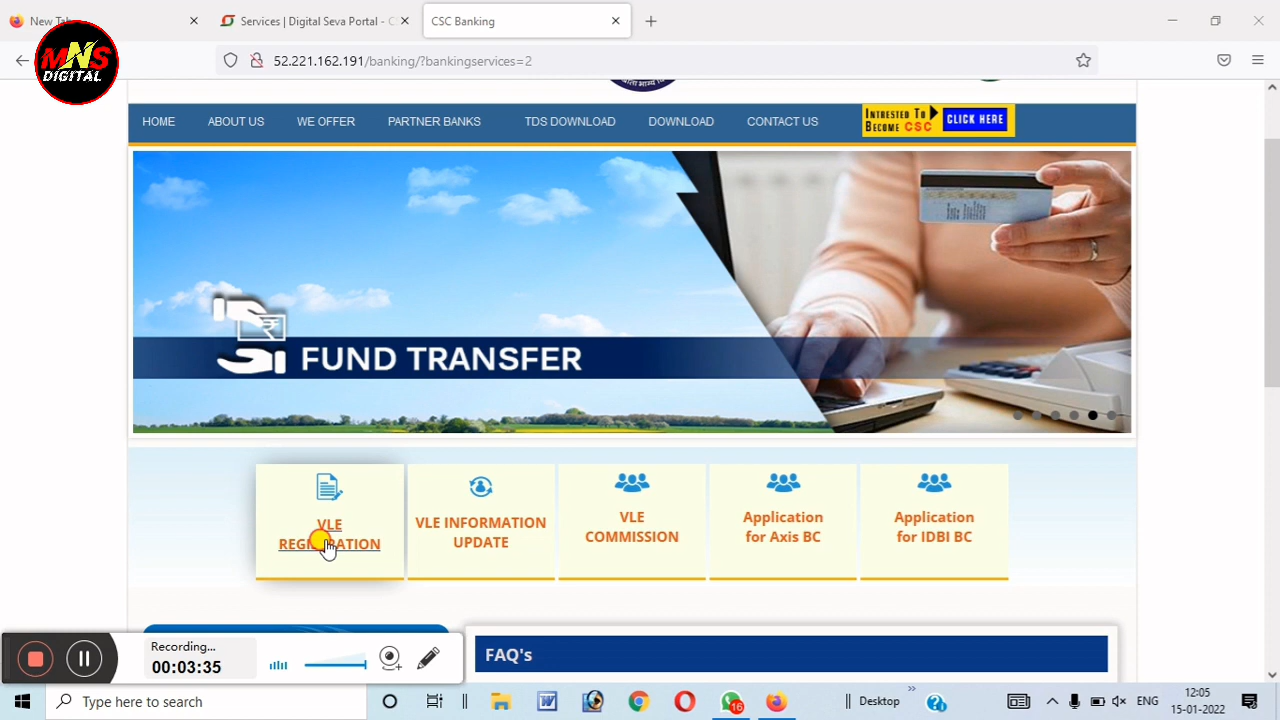 New Tab
Services | Digital Seva Portal - C
CSC Banking
MNS
DIGITAL
52.221.162.191/banking/?bankingservices=2
HOME ABOUT US WE OFFER PARTNER BANKS TDS DOWNLOAD DOWNLOAD CONTACT US
INTRESTED TO
BECOME CSC
CLICK HERE
FUND TRANSFER
VLE
REGISTRATION
VLE INFORMATION
UPDATE
VLE
COMMISSION
Application
for Axis BC
Application
for IDBI BC
FAQ's
Recording...
00:03:35
Type here to search
16
Desktop
ENG
12:05
15-01-2022